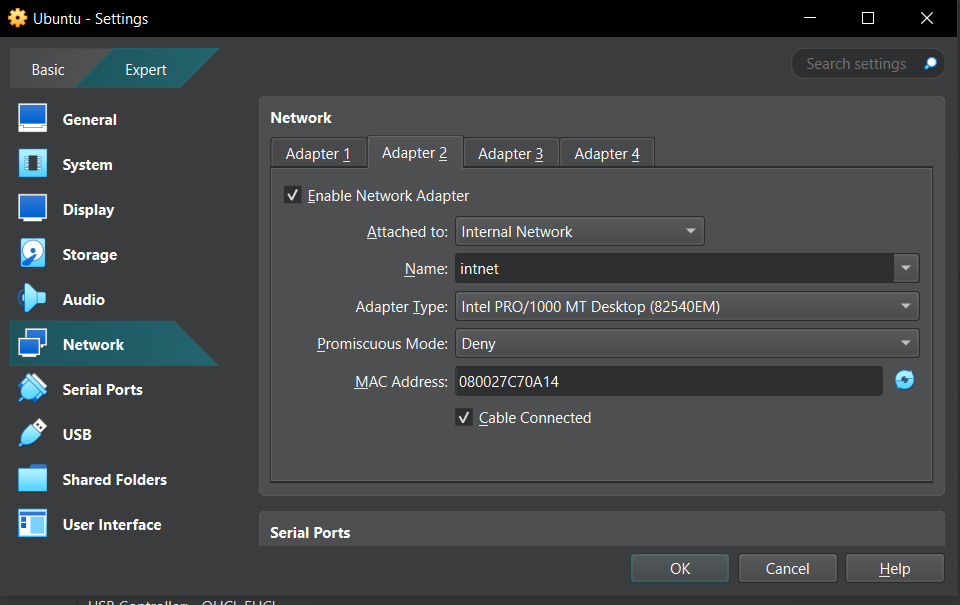 Ubuntu - Settings
Basic
Expert
Search settings
General
System
Display
Storage
Audio
Network
Serial Ports
USB
Shared Folders
User Interface
Network
Adapter 1
Adapter 2
Adapter 3
Adapter 4
Enable Network Adapter
Attached to: Internal Network
Name: intnet
Adapter Type: Intel PRO/1000 MT Desktop (82540EM)
Promiscuous Mode: Deny
MAC Address: 080027C70A14
Cable Connected
Serial Ports
OK
Cancel
Help
USB Controller: OHCI, EHCI